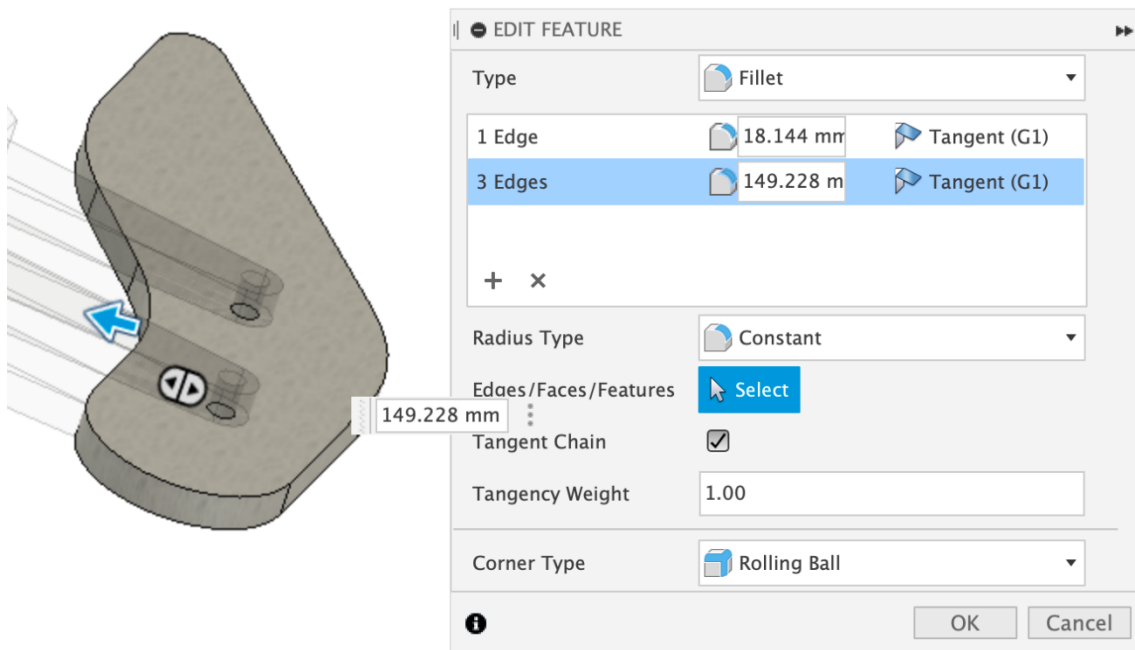 EDIT FEATURE
Type Fillet
1 Edge 18.144 mm Tangent (G1)
3 Edges 149.228 m Tangent (G1)
Radius Type Constant
Edges/Faces/Features Select
149.228 mm
Tangent Chain
Tangency Weight 1.00
Corner Type Rolling Ball
OK Cancel